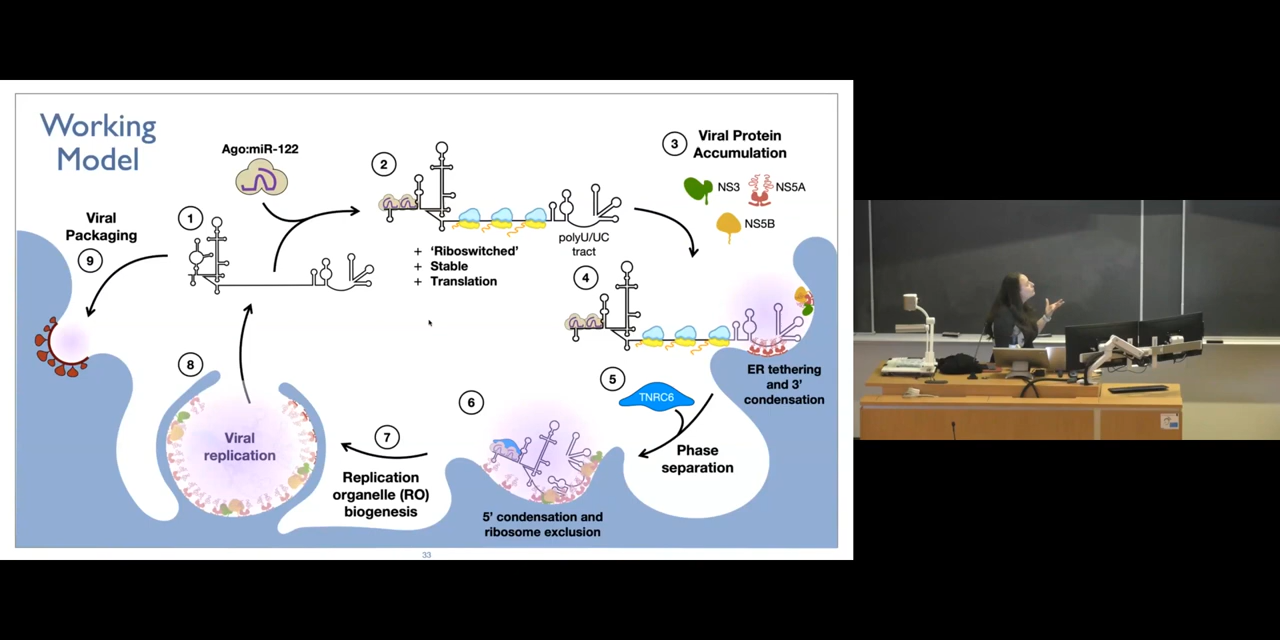 Working
Model
Ago:miR-122
Viral
Packaging
9
1
2
+ ‘Riboswitched’
+ Stable
+ Translation
polyU/UC
tract
3
Viral Protein
Accumulation
NS3
NS5A
NS5B
4
ER tethering
and 3’
condensation
5
TNRC6
Phase
separation
6
5’ condensation and
ribosome exclusion
7
Replication
organelle (RO)
biogenesis
8
Viral
replication
33